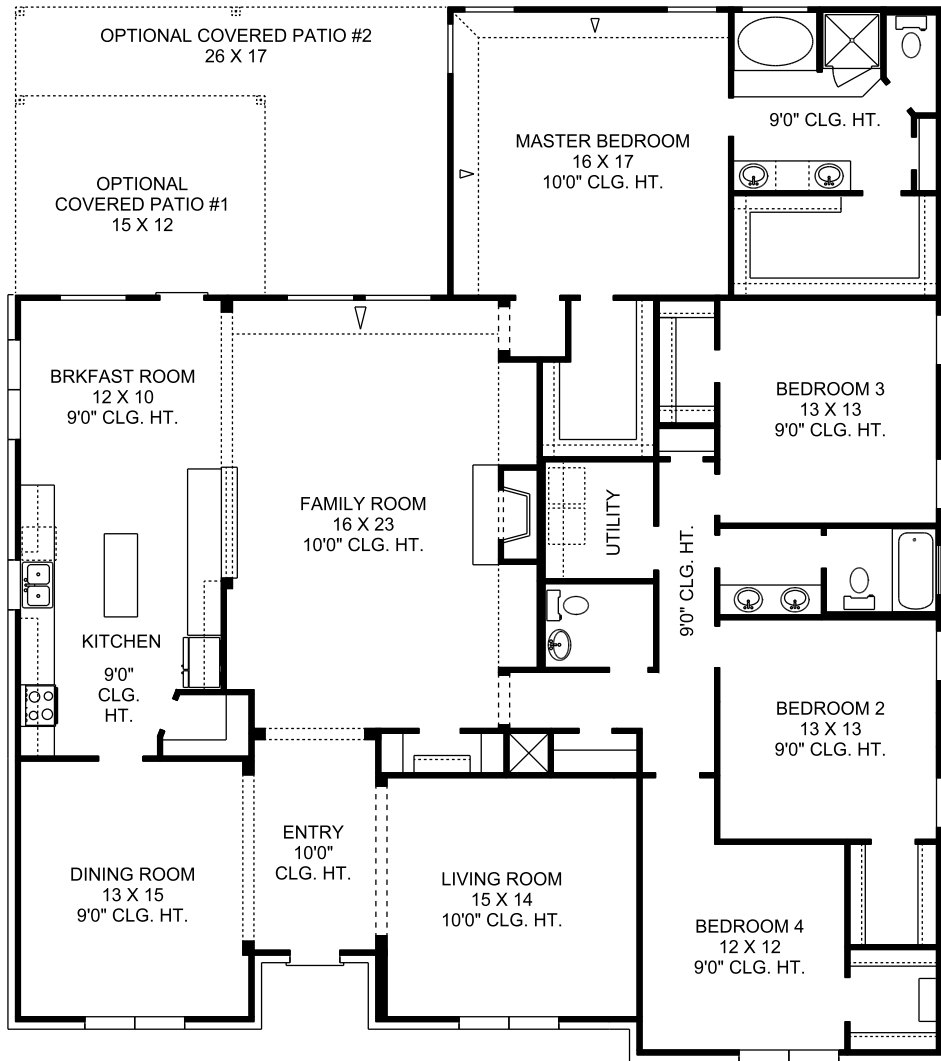 OPTIONAL COVERED PATIO #2
26 X 17
OPTIONAL
COVERED PATIO #1
15 X 12
MASTER BEDROOM
16 X 17
10'0" CLG. HT.
9'0" CLG. HT.
BRKFAST ROOM
12 X 10
9'0" CLG. HT.
FAMILY ROOM
16 X 23
10'0" CLG. HT.
UTILITY
9'0" CLG. HT.
BEDROOM 3
13 X 13
9'0" CLG. HT.
KITCHEN
9'0"
CLG.
HT.
BEDROOM 2
13 X 13
9'0" CLG. HT.
DINING ROOM
13 X 15
9'0" CLG. HT.
ENTRY
10'0"
CLG. HT.
LIVING ROOM
15 X 14
10'0" CLG. HT.
BEDROOM 4
12 X 12
9'0" CLG. HT.